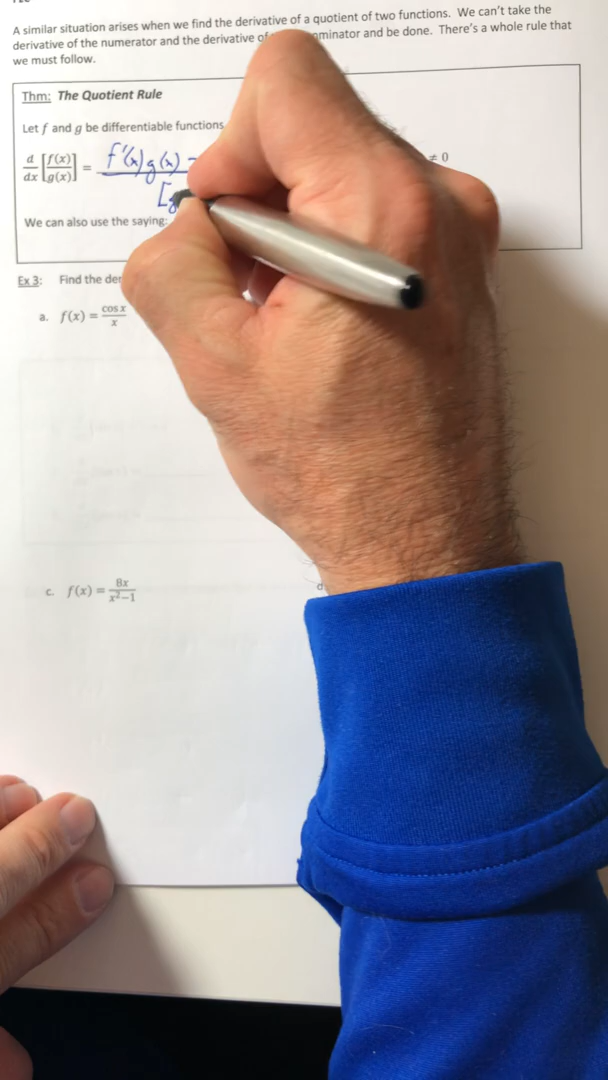 A similar situation arises when we find the derivative of a quotient of two functions. We can't take the
derivative of the numerator and the derivative of minator and be done. There's a whole rule that
we must follow.
Thm: The Quotient Rule
Let f and g be differentiable functions
d/dx [f(x)/g(x)] = f'(x)g(x) - ≠ 0
[g
We can also use the saying:
Ex 3: Find the der
a. f(x) = cos x/x
c. f(x) = 8x/x²−1
d.